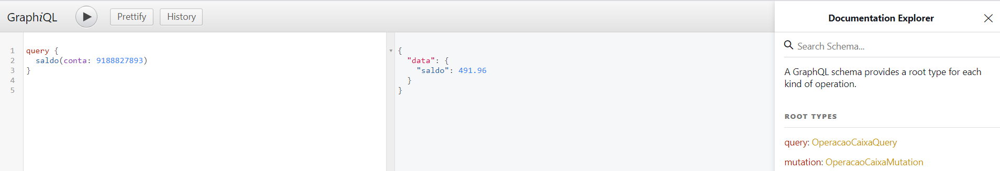 GraphiQL
Prettify
History
1 query {
2   saldo(conta: 9188827893)
3 }
4
5
{
  "data": {
    "saldo": 491.96
  }
}
Documentation Explorer
Search Schema...
A GraphQL schema provides a root type for each
kind of operation.
ROOT TYPES
query: OperacaoCaixaQuery
mutation: OperacaoCaixaMutation